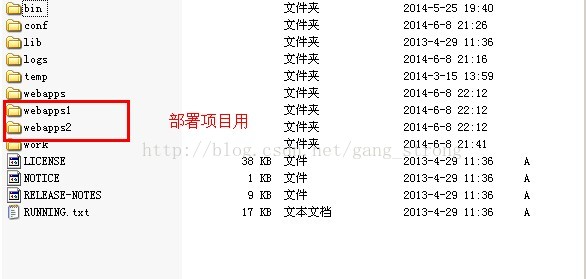 bin 文件夹 2014-5-25 19:40
conf 文件夹 2014-6-8 21:26
lib 文件夹 2013-4-29 11:36
logs 文件夹 2014-6-8 21:16
temp 文件夹 2014-3-15 13:59
webapps 文件夹 2014-6-8 22:12
webapps1 文件夹 2014-6-8 22:12
部署项目用
webapps2 文件夹 2014-6-8 22:12
work 文件夹 2014-6-8 21:41
http://blog.csdn.net/gang_strong
LICENSE 38 KB 文件 2013-4-29 11:36 A
NOTICE 1 KB 文件 2013-4-29 11:36 A
RELEASE-NOTES 9 KB 文件 2013-4-29 11:36 A
RUNNING.txt 17 KB 文本文档 2013-4-29 11:36 A